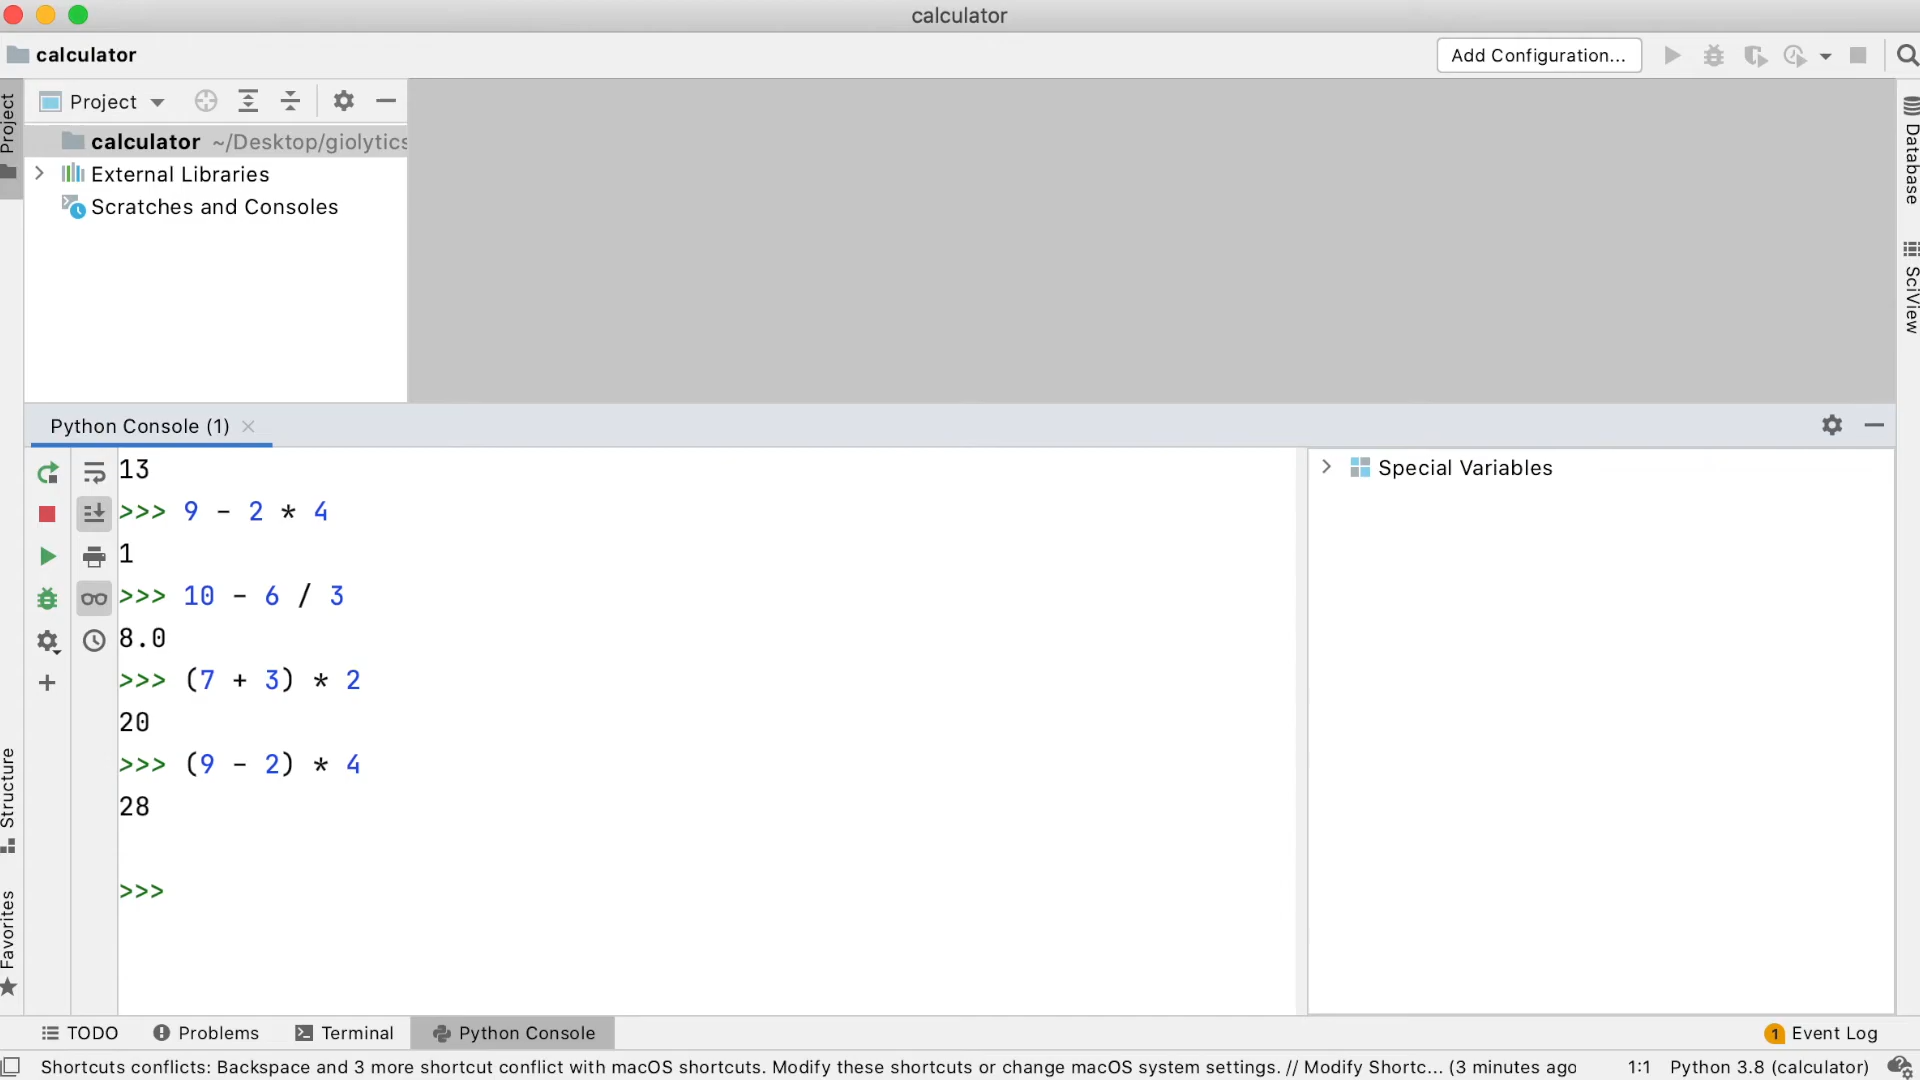 calculator
calculator
Add Configuration...
Project
Project
calculator ~/Desktop/giolytics
External Libraries
Scratches and Consoles
Database
SciView
Python Console (1)
13
>>> 9 - 2 * 4
1
>>> 10 - 6 / 3
8.0
>>> (7 + 3) * 2
20
>>> (9 - 2) * 4
28
>>>
Special Variables
Structure
Favorites
TODO
Problems
Terminal
Python Console
1 Event Log
Shortcuts conflicts: Backspace and 3 more shortcut conflict with macOS shortcuts. Modify these shortcuts or change macOS system settings. // Modify Shortc... (3 minutes ago
1:1
Python 3.8 (calculator)